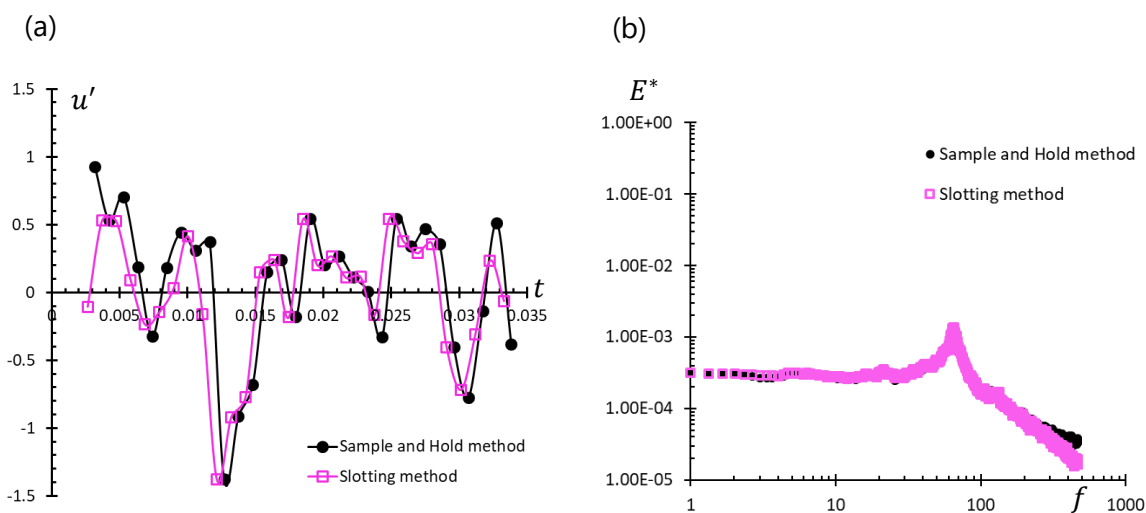 (a)
(b)
u′
1.5
1
0.5
0
-0.5
-1
-1.5
0
0.005
0.01
0.015
0.02
0.025
0.03
0.035
t
Sample and Hold method
Slotting method
E*
1.00E+00
1.00E-01
1.00E-02
1.00E-03
1.00E-04
1.00E-05
Sample and Hold method
Slotting method
1
10
100
1000
f